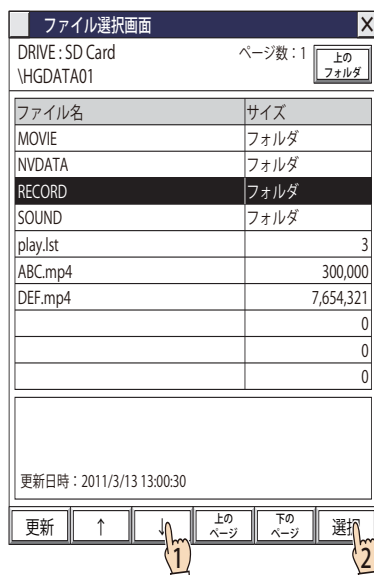 ファイル選択画面 X
DRIVE : SD Card ページ数：1 上の
フォルダ
\HGDATA01
ファイル名 サイズ
MOVIE フォルダ
NVDATA フォルダ
RECORD フォルダ
SOUND フォルダ
play.lst 3
ABC.mp4 300,000
DEF.mp4 7,654,321
0
0
0
更新日時：2011/3/13 13:00:30
更新 ↑ ↓ 上の
ページ 下の
ページ 選択
1 2